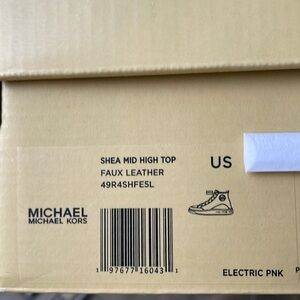 SHEA MID HIGH TOP
FAUX LEATHER
49R4SHFE5L
US
MICHAEL
MICHAEL KORS
1 97677 16043 1
ELECTRIC PNK
P